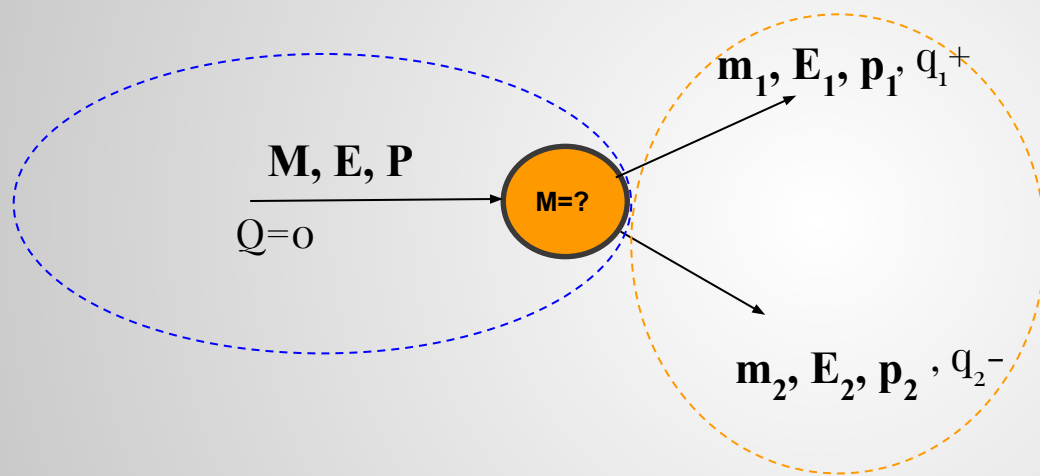 m₁, E₁, p₁, q₁⁺
M, E, P
M=?
Q=0
m₂, E₂, p₂ , q₂⁻